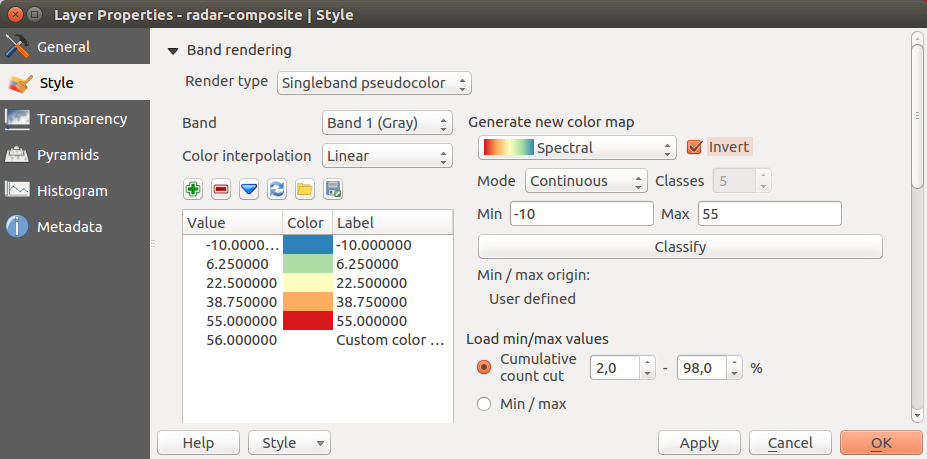 Layer Properties - radar-composite | Style
General
Style
Transparency
Pyramids
Histogram
Metadata
Band rendering
Render type Singleband pseudocolor
Band Band 1 (Gray)
Color interpolation Linear
Value Color Label
-10.0000... -10.000000
6.250000 6.250000
22.500000 22.500000
38.750000 38.750000
55.000000 55.000000
56.000000 Custom color ...
Generate new color map
Spectral Invert
Mode Continuous Classes 5
Min -10 Max 55
Classify
Min / max origin:
User defined
Load min/max values
Cumulative
count cut 2,0 - 98,0 %
Min / max
Help Style Apply Cancel OK